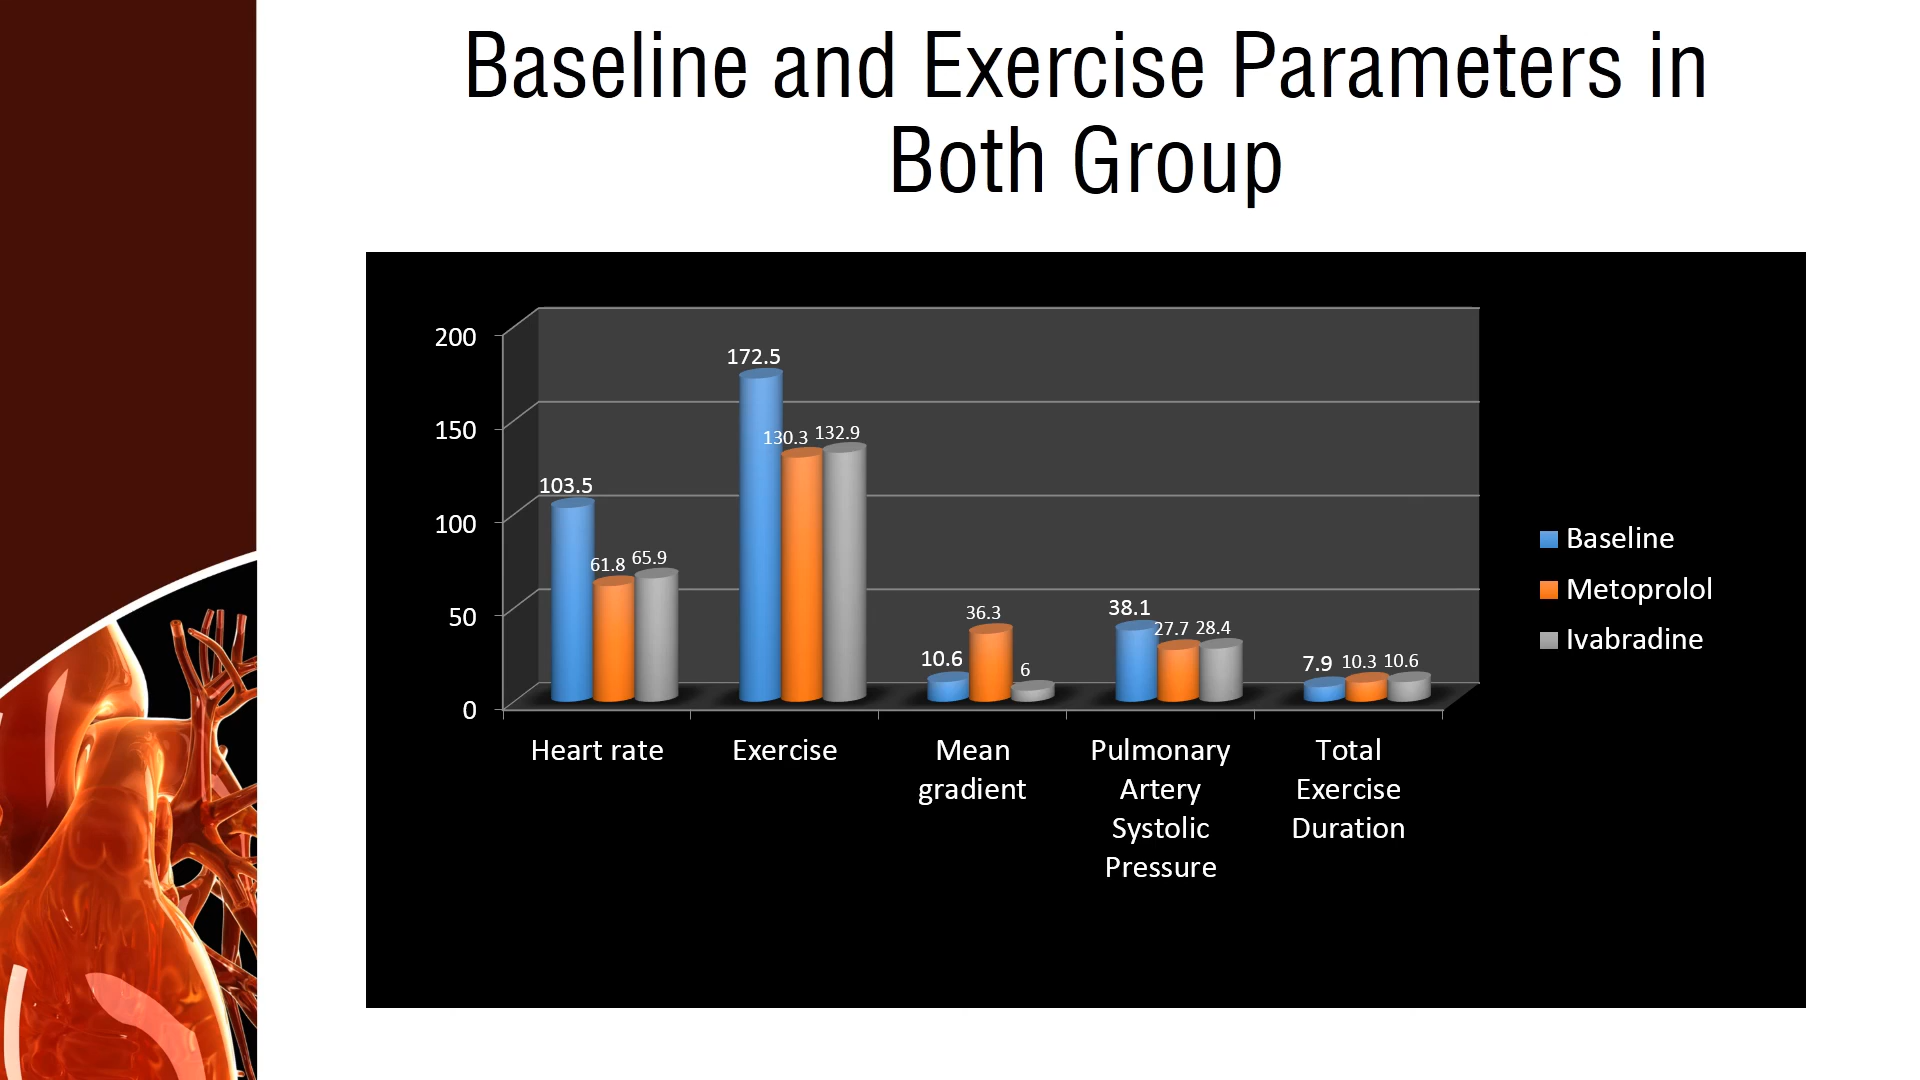 Baseline and Exercise Parameters in
Both Group
200
150
100
50
0
103.5
61.8
65.9
172.5
130.3
132.9
10.6
36.3
6
38.1
27.7
28.4
7.9
10.3
10.6
Heart rate
Exercise
Mean
gradient
Pulmonary
Artery
Systolic
Pressure
Total
Exercise
Duration
Baseline
Metoprolol
Ivabradine